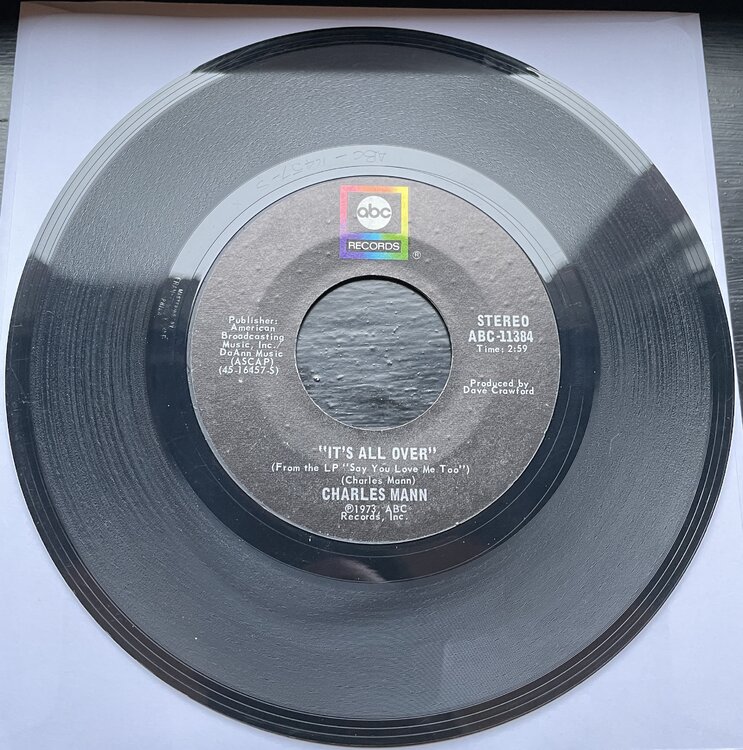 abc
RECORDS
®
Publisher:
American
Broadcasting
Music, Inc./
DaAnn Music
(ASCAP)
(45-16457-S)
STEREO
ABC-11384
Time: 2:59
Produced by
Dave Crawford
"IT'S ALL OVER"
(From the LP "Say You Love Me Too")
(Charles Mann)
CHARLES MANN
℗1973, ABC
Records, Inc.